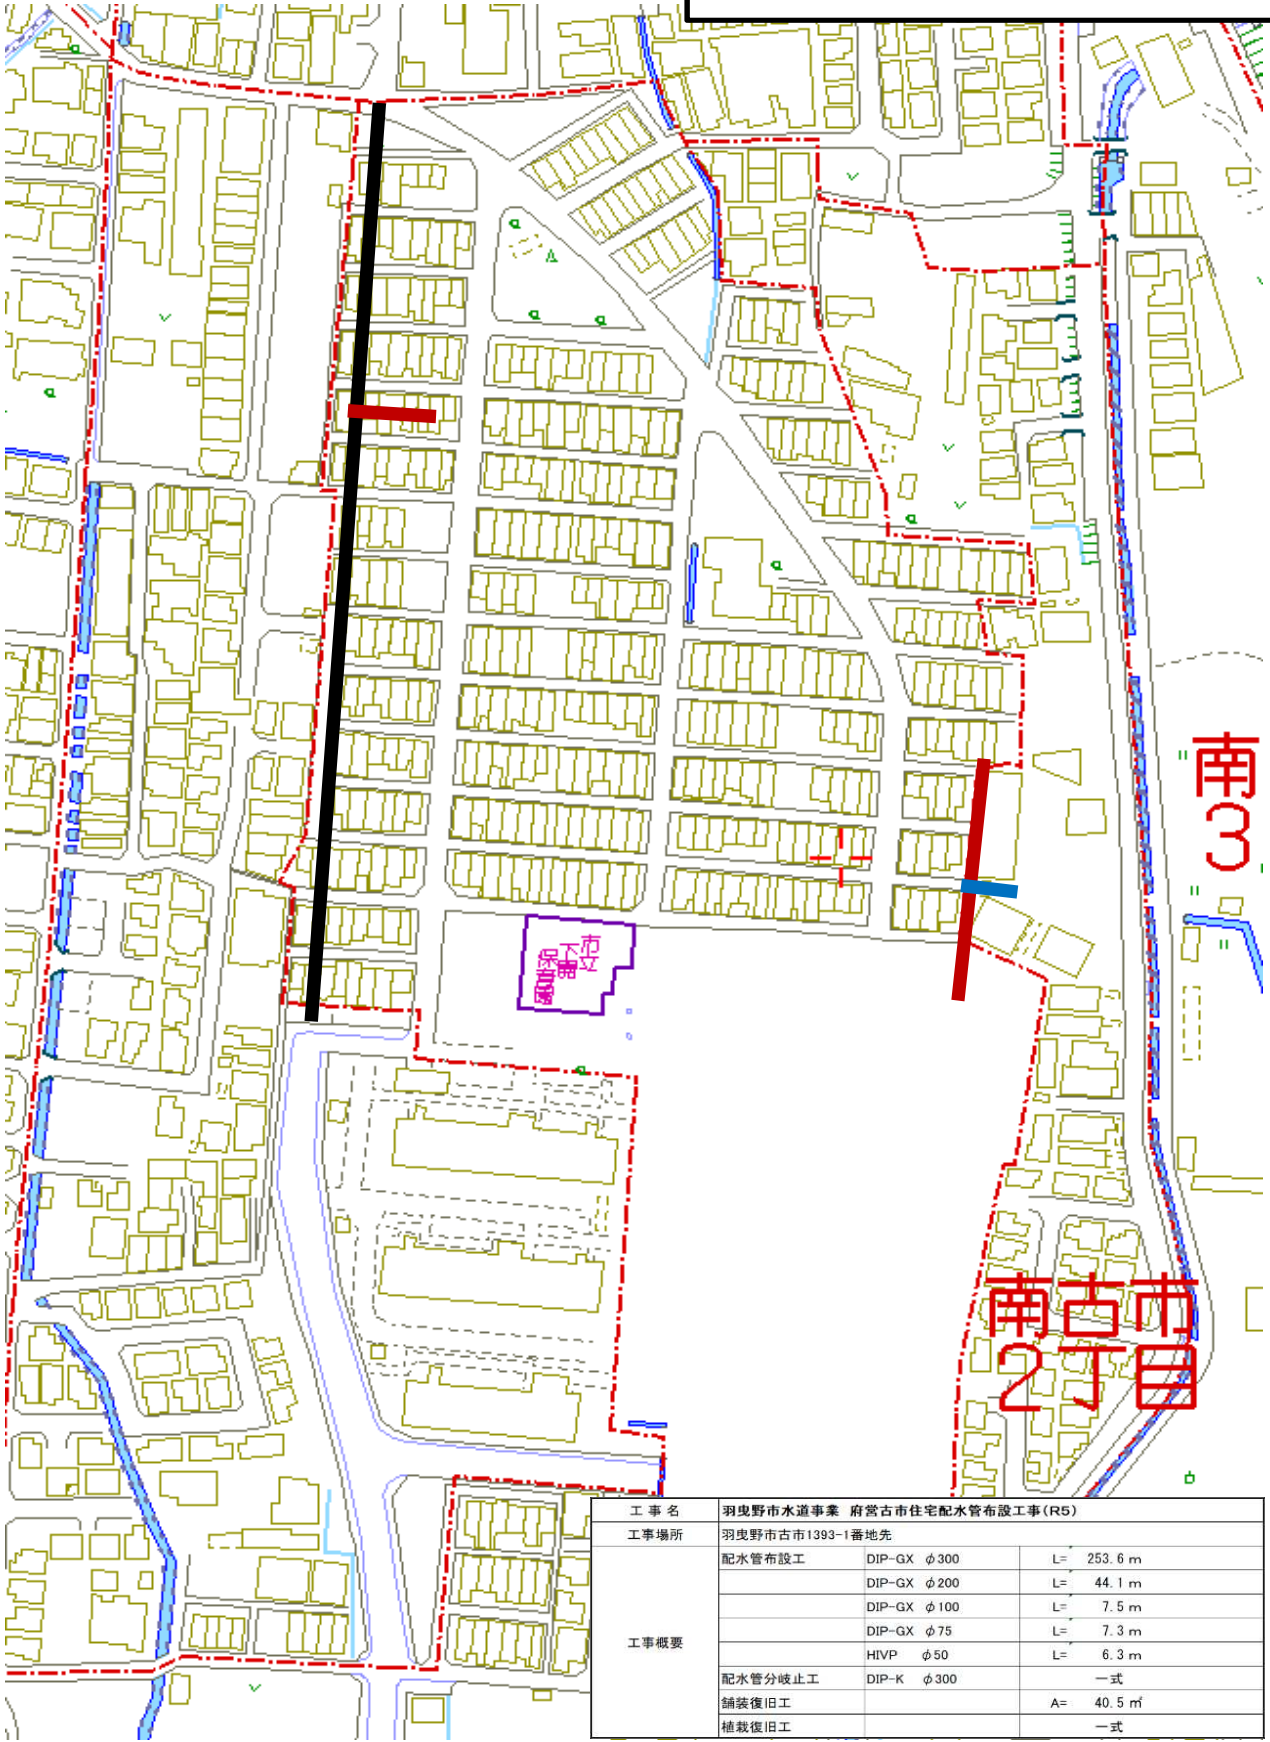 南
3
市立
下開
保育園
南古市
2丁目
工事名 羽曳野市水道事業 府営古市住宅配水管布設工事(R5)
工事場所 羽曳野市古市1393-1番地先
工事概要
配水管布設工 DIP-GX φ300 L= 253.6 m
DIP-GX φ200 L= 44.1 m
DIP-GX φ100 L= 7.5 m
DIP-GX φ75 L= 7.3 m
HIVP φ50 L= 6.3 m
配水管分岐止工 DIP-K φ300 一式
舗装復旧工 A= 40.5 ㎡
植栽復旧工 一式